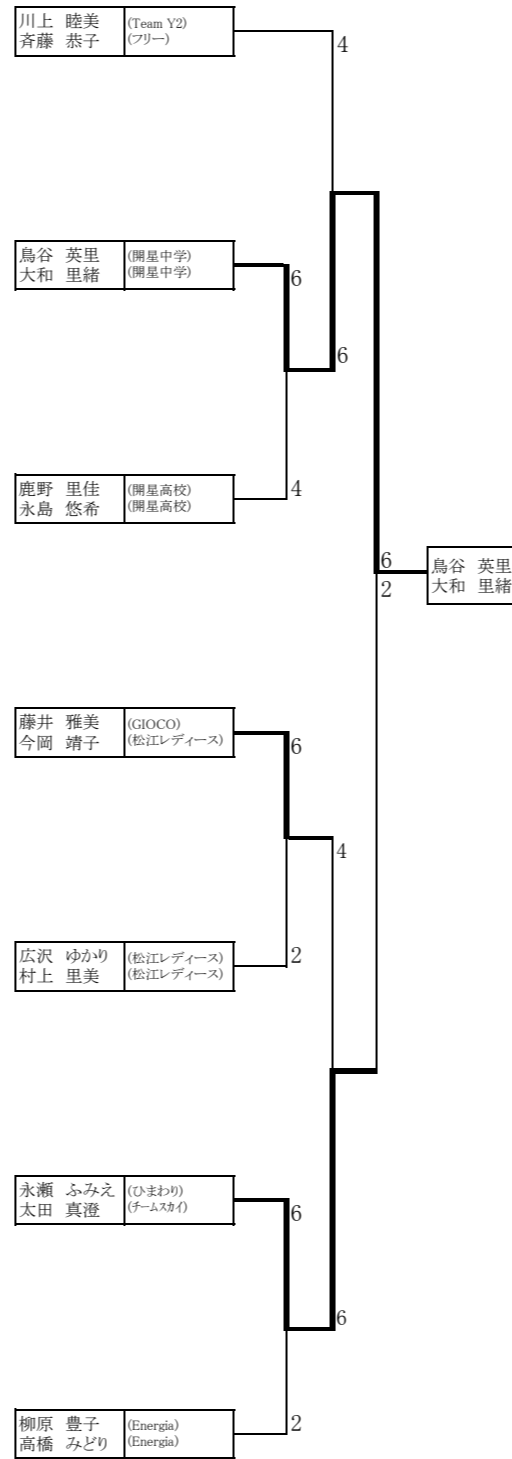 川上 睦美 (Team Y2)
斉藤 恭子 (フリー)
4
鳥谷 英里 (開星中学)
大和 里緒 (開星中学)
6
6
鹿野 里佳 (開星高校)
永島 悠希 (開星高校)
4
6
2
鳥谷 英里
大和 里緒
藤井 雅美 (GIOCO)
今岡 靖子 (松江レディース)
6
4
広沢 ゆかり (松江レディース)
村上 里美 (松江レディース)
2
永瀬 ふみえ (ひまわり)
太田 真澄 (チームスカイ)
6
6
柳原 豊子 (Energia)
高橋 みどり (Energia)
2